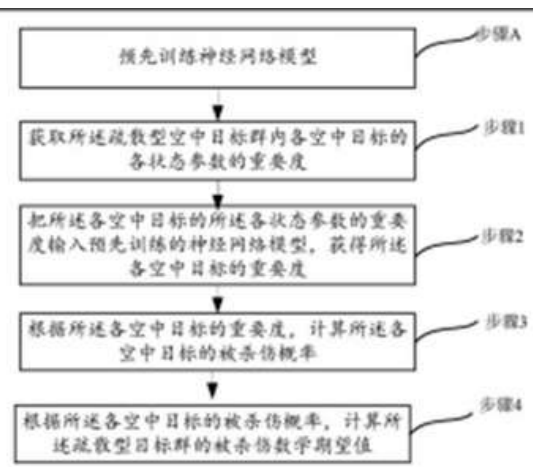 步骤A
预先训练神经网络模型
获取所述疏散型空中目标群内各空中目标的
各状态参数的重要度
步骤1
把所述各空中目标的所述各状态参数的重要
度输入预先训练的神经网络模型，获得所述
各空中目标的重要度
步骤2
根据所述各空中目标的重要度，计算所述各
空中目标的被杀伤概率
步骤3
根据所述各空中目标的被杀伤概率，计算所
述疏散型目标群的被杀伤数学期望值
步骤4